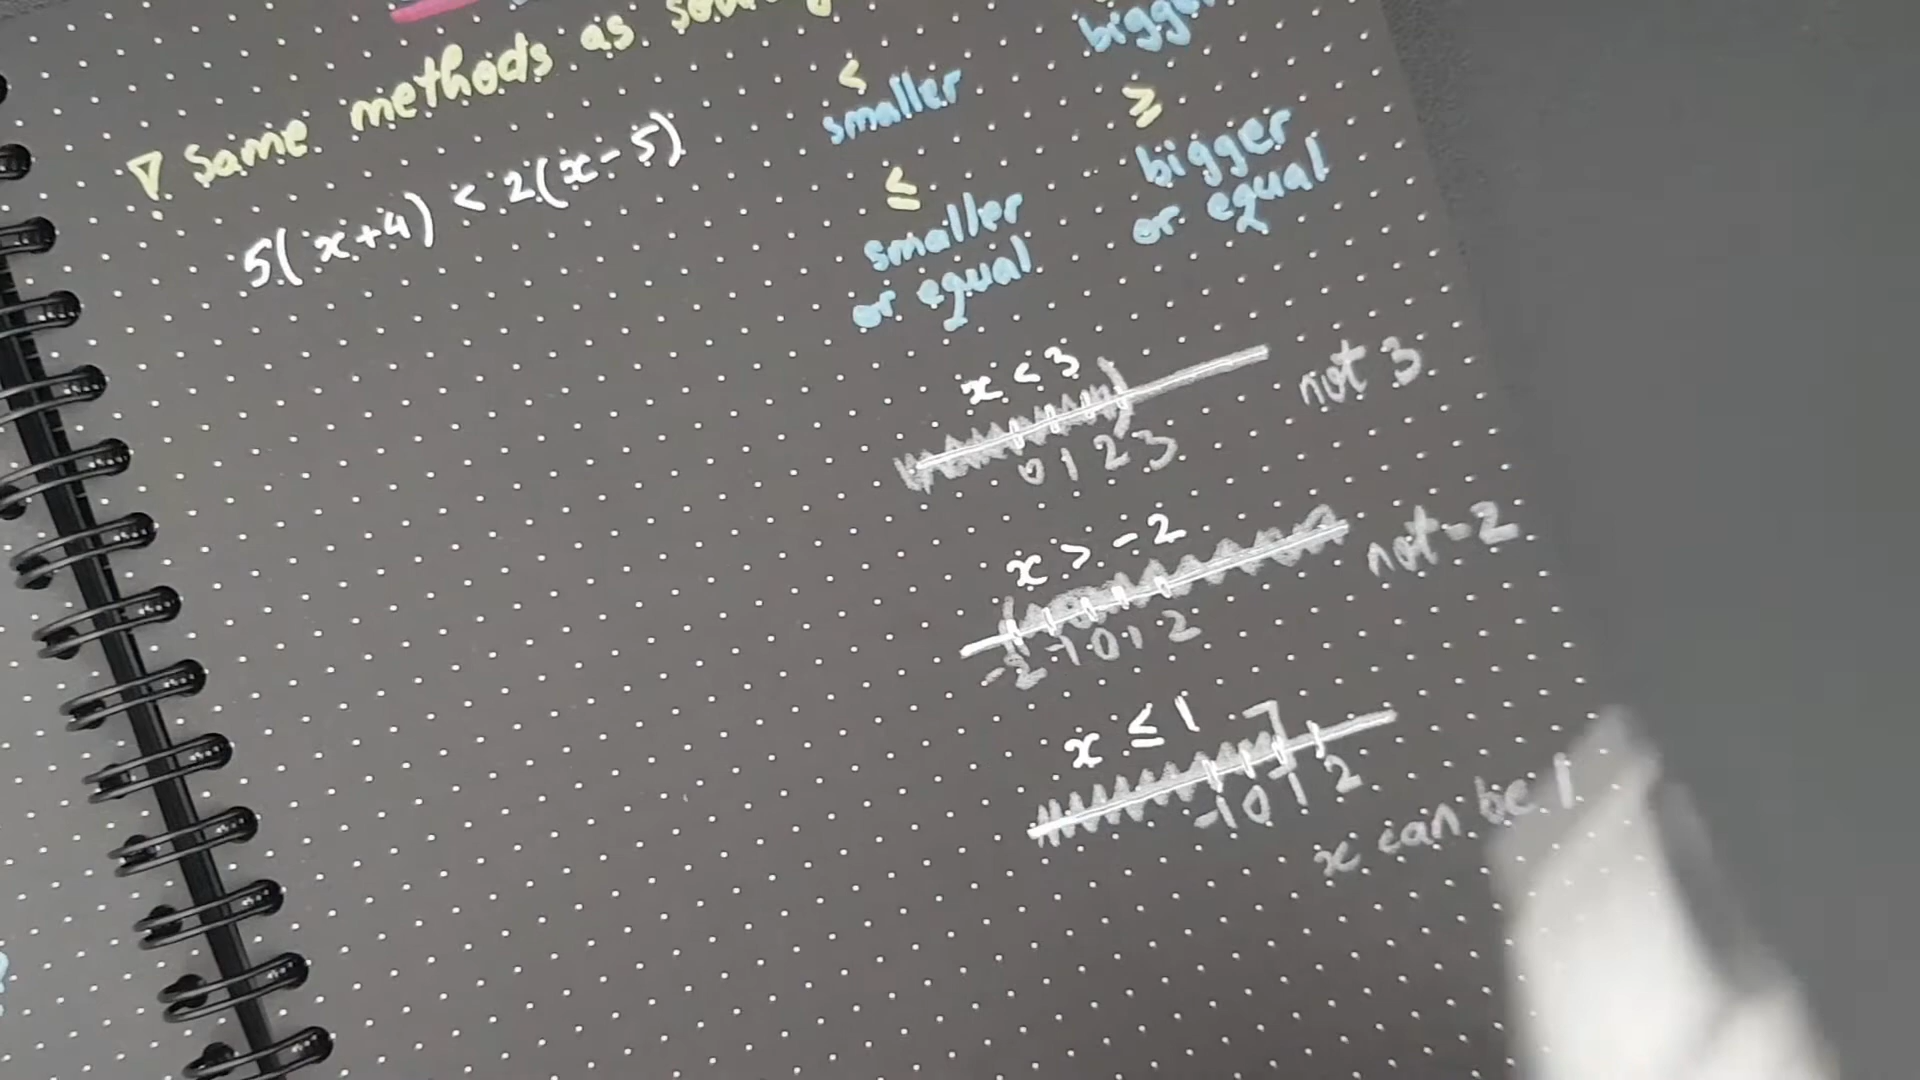 ∇ Same methods as
5(x+4) < 2(x-5)
<
smaller
≤
smaller
or equal
≥
bigger
or equal
x < 3
0 1 2 3
not 3
x > -2
-2 -1 0 1 2
not -2
x ≤ 1
-1 0 1 2
x can be 1